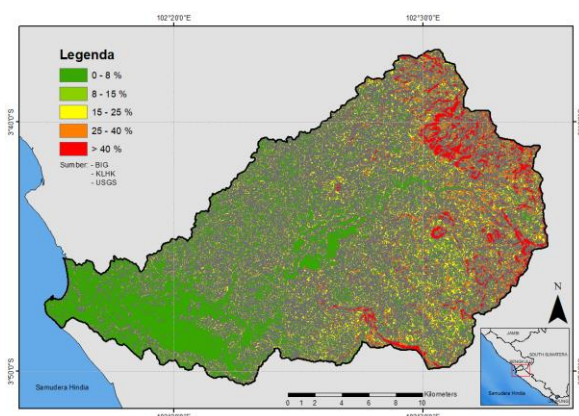 102°20'0"E 102°30'0"E
Legenda
0 - 8 %
8 - 15 %
15 - 25 %
25 - 40 %
> 40 %
Sumber: - BIG
- KLHK
- USGS
3°40'0"S
N
3°50'0"S
Samudera Hindia
Kilometers
0 1 2 4 6 8 10
JAMBI
SOUTH SUMATERA
BENGKULU
Samudera Hindia